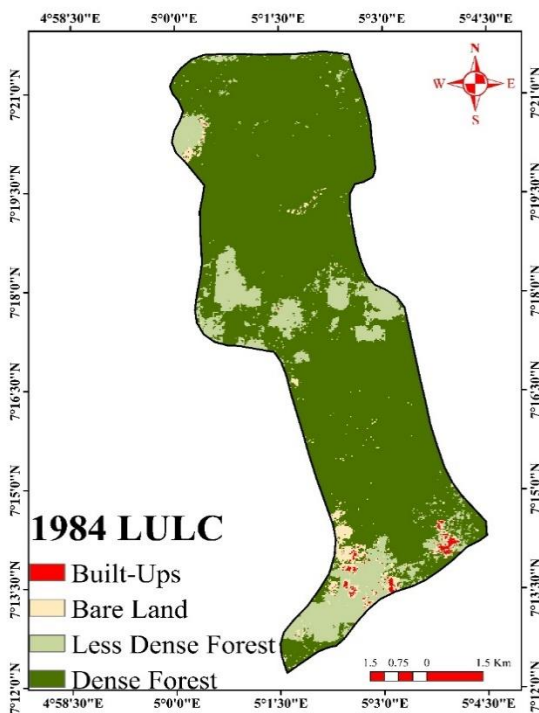 4°58'30"E 5°0'0"E 5°1'30"E 5°3'0"E 5°4'30"E
N
W E
S
7°21'0"N
7°19'30"N
7°18'0"N
7°16'30"N
7°15'0"N
7°13'30"N
7°12'0"N
7°21'0"N
7°19'30"N
7°18'0"N
7°16'30"N
7°15'0"N
7°13'30"N
7°12'0"N
1984 LULC
Built-Ups
Bare Land
Less Dense Forest
Dense Forest
1.5 0.75 0 1.5 Km
4°58'30"E 5°0'0"E 5°1'30"E 5°3'0"E 5°4'30"E